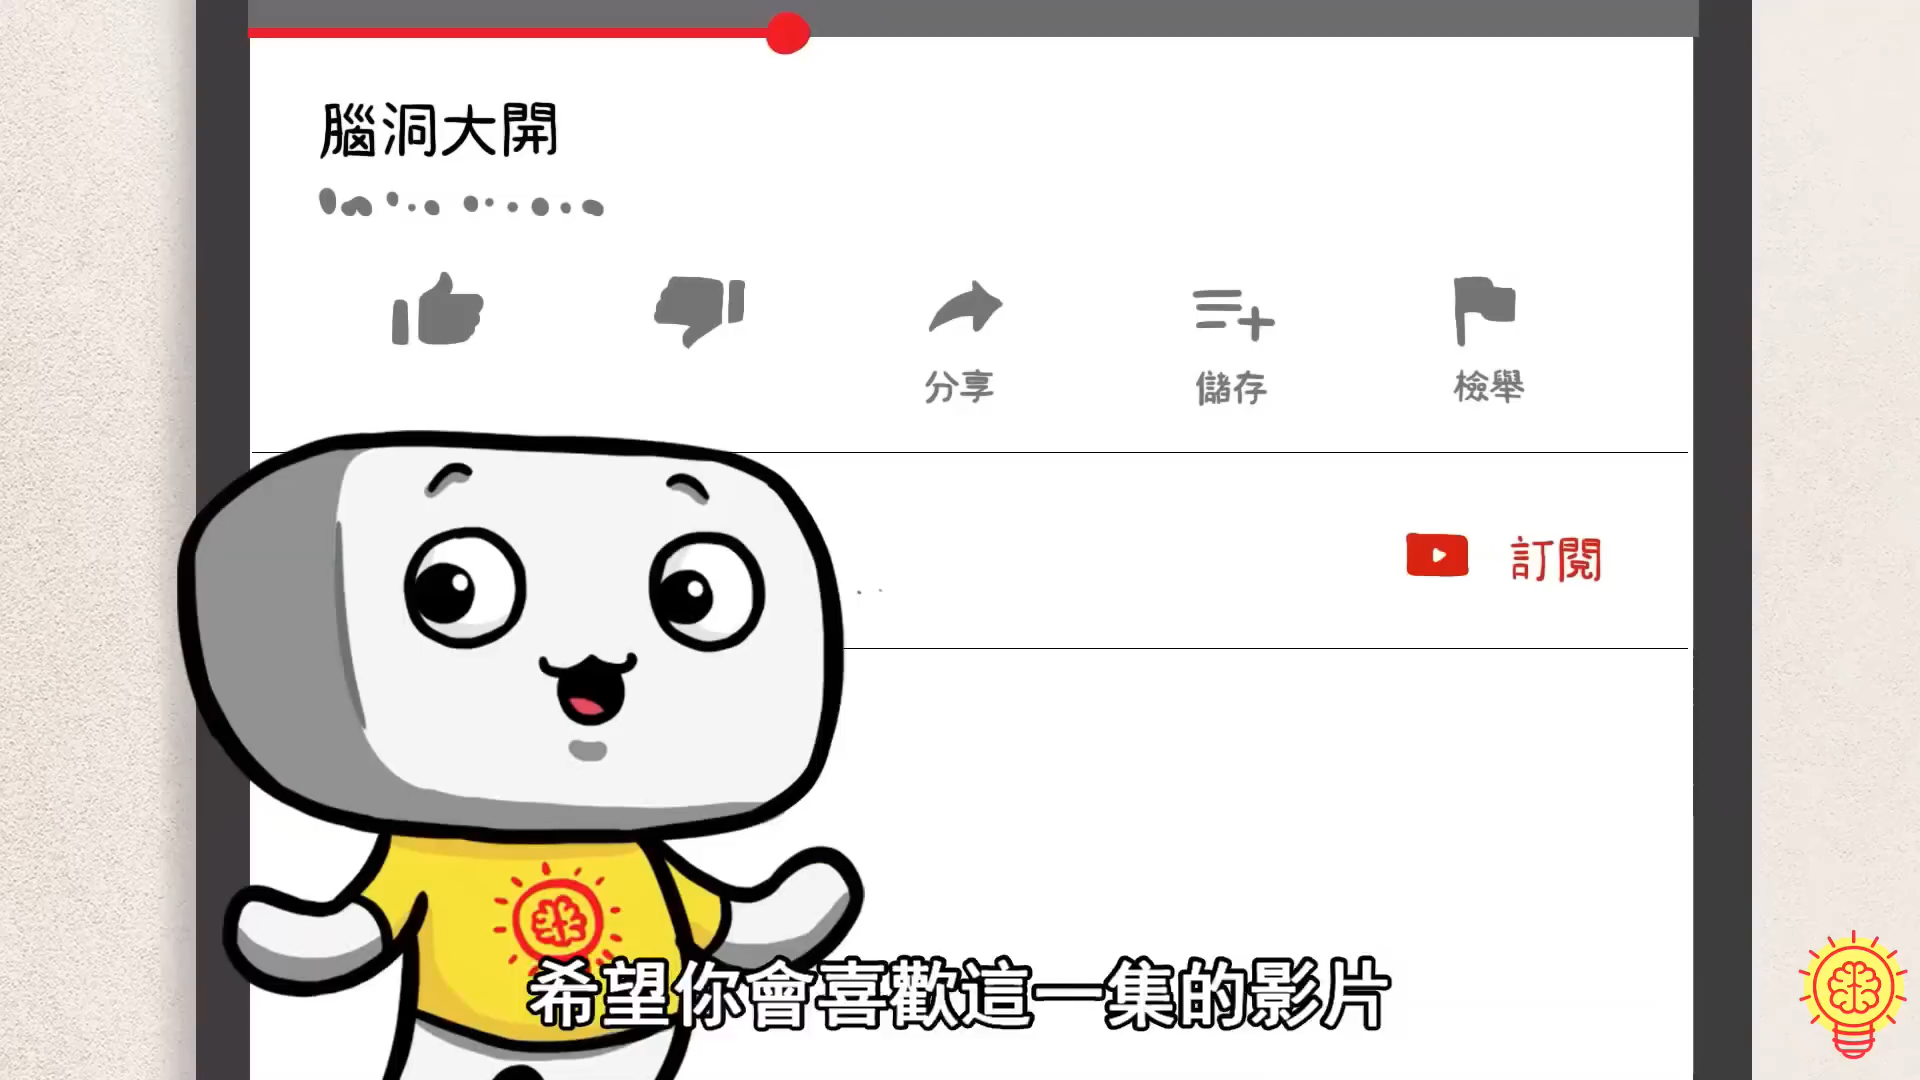 腦洞大開
分享
儲存
檢舉
訂閱
希望你會喜歡這一集的影片